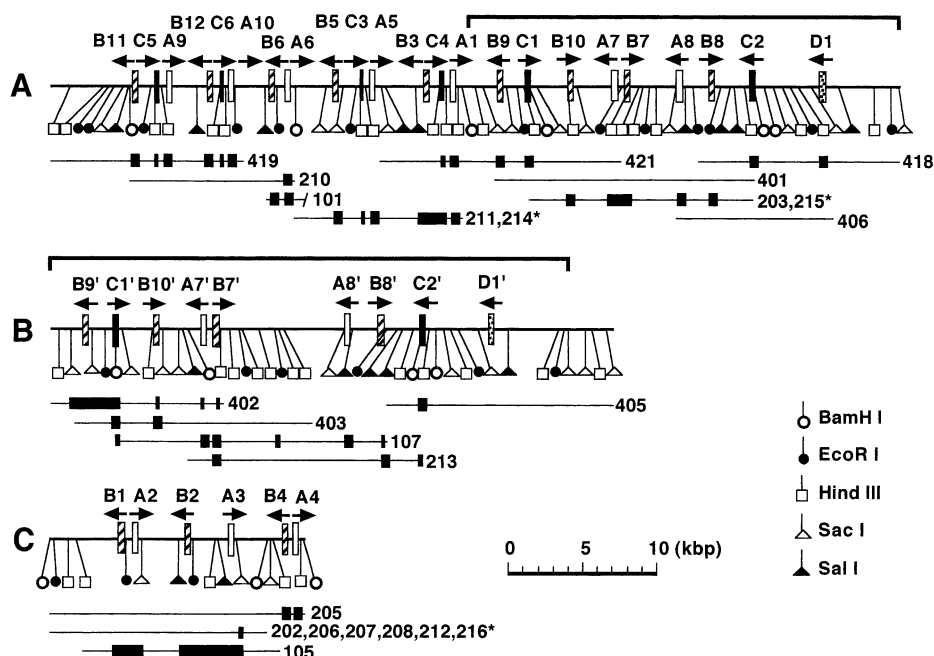 B12 C6 A10
B5 C3 A5
B11 C5 A9
B6 A6
B3 C4 A1 B9 C1 B10 A7 B7 A8 B8 C2 D1
A
419
421
418
210
401
101
203,215*
211,214*
406
B9' C1' B10' A7' B7' A8' B8' C2' D1'
B
402
405
403
107
213
BamH I
EcoR I
Hind III
Sac I
Sal I
B1 A2 B2 A3 B4 A4
C
0 5 10 (kbp)
205
202,206,207,208,212,216*
105